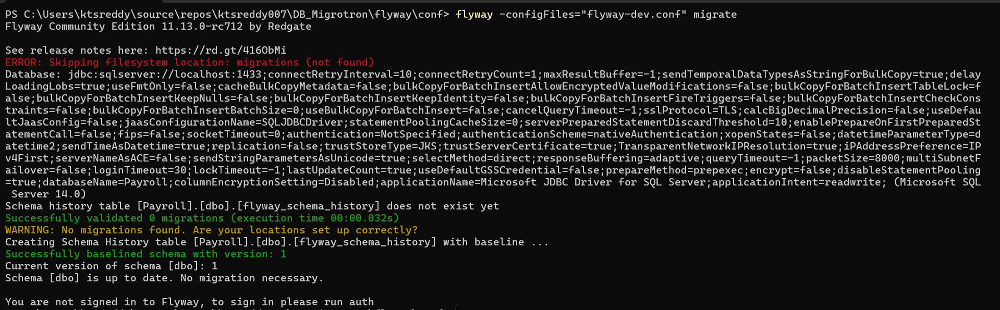 PS C:\Users\ktsreddy\source\repos\ktsreddy007\DB_Migrotron\flyway\conf> flyway -configFiles="flyway-dev.conf" migrate
Flyway Community Edition 11.13.0-rc712 by Redgate
See release notes here: https://rd.gt/416ObMi
ERROR: Skipping filesystem location: migrations (not found)
Database: jdbc:sqlserver://localhost:1433;connectRetryInterval=10;connectRetryCount=1;maxResultBuffer=-1;sendTemporalDataTypesAsStringForBulkCopy=true;delay
LoadingLobs=true;useFmtOnly=false;cacheBulkCopyMetadata=false;bulkCopyForBatchInsertAllowEncryptedValueModifications=false;bulkCopyForBatchInsertTableLock=f
alse;bulkCopyForBatchInsertKeepNulls=false;bulkCopyForBatchInsertKeepIdentity=false;bulkCopyForBatchInsertFireTriggers=false;bulkCopyForBatchInsertCheckCons
traints=false;bulkCopyForBatchInsertBatchSize=0;useBulkCopyForBatchInsert=false;cancelQueryTimeout=-1;sslProtocol=TLS;calcBigDecimalPrecision=false;useDefau
ltJaasConfig=false;jaasConfigurationName=SQLJDBCDriver;statementPoolingCacheSize=0;serverPreparedStatementDiscardThreshold=10;enablePrepareOnFirstPreparedSt
atementCall=false;fips=false;socketTimeout=0;authentication=NotSpecified;authenticationScheme=nativeAuthentication;xopenStates=false;datetimeParameterType=d
atetime2;sendTimeAsDatetime=true;replication=false;trustStoreType=JKS;trustServerCertificate=true;TransparentNetworkIPResolution=true;iPAddressPreference=IP
v4First;serverNameAsACE=false;sendStringParametersAsUnicode=true;selectMethod=direct;responseBuffering=adaptive;queryTimeout=-1;packetSize=8000;multiSubnetF
ailover=false;loginTimeout=30;lockTimeout=-1;lastUpdateCount=true;useDefaultGSSCredential=false;prepareMethod=prepexec;encrypt=false;disableStatementPooling
=true;databaseName=Payroll;columnEncryptionSetting=Disabled;applicationName=Microsoft JDBC Driver for SQL Server;applicationIntent=readwrite; (Microsoft SQL
 Server 14.0)
Schema history table [Payroll].[dbo].[flyway_schema_history] does not exist yet
Successfully validated 0 migrations (execution time 00:00.032s)
WARNING: No migrations found. Are your locations set up correctly?
Creating Schema History table [Payroll].[dbo].[flyway_schema_history] with baseline ...
Successfully baselined schema with version: 1
Current version of schema [dbo]: 1
Schema [dbo] is up to date. No migration necessary.
You are not signed in to Flyway, to sign in please run auth